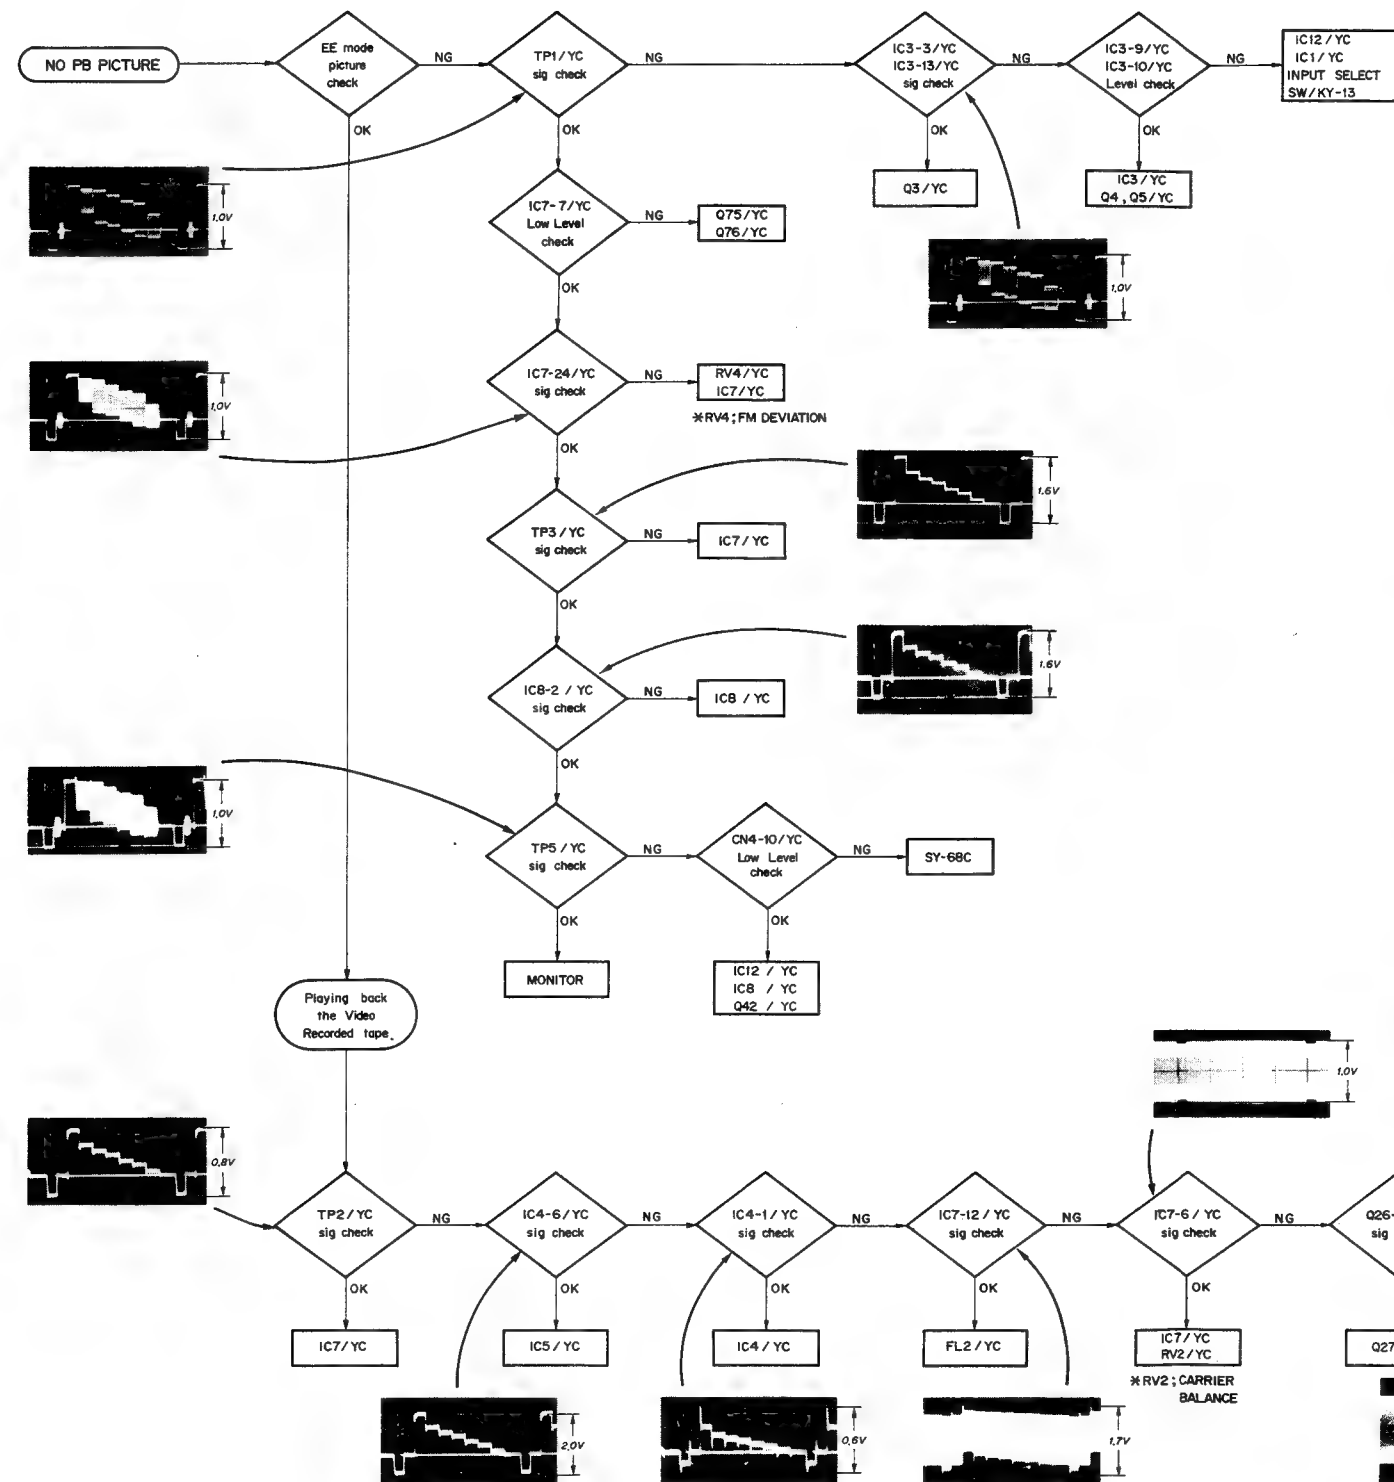 NO PB PICTURE
EE mode
picture
check
NG
OK
TP1/YC
sig check
NG
OK
IC3-3/YC
IC3-13/YC
sig check
NG
OK
IC3-9/YC
IC3-10/YC
Level check
NG
OK
IC12/YC
IC1/YC
INPUT SELECT
SW/KY-13
Q3/YC
IC3/YC
Q4, Q5/YC
1.0V
IC7-7/YC
Low Level
check
NG
OK
Q75/YC
Q76/YC
1.0V
IC7-24/YC
sig check
NG
OK
RV4/YC
IC7/YC
*RV4; FM DEVIATION
1.0V
1.6V
TP3/YC
sig check
NG
OK
IC7/YC
1.6V
IC8-2 / YC
sig check
NG
OK
IC8 / YC
1.0V
TP5/YC
sig check
NG
OK
CN4-10/YC
Low Level
check
NG
OK
SY-68C
MONITOR
IC12 / YC
IC8 / YC
Q42 / YC
Playing back
the Video
Recorded tape.
1.0V
0.8V
TP2/YC
sig check
NG
OK
IC4-6/YC
sig check
NG
OK
IC4-1/YC
sig check
NG
OK
IC7-12/YC
sig check
NG
OK
IC7-6/YC
sig check
NG
OK
Q26-
sig
IC7/YC
IC5/YC
IC4/YC
FL2/YC
IC7/YC
RV2/YC
Q27
*RV2; CARRIER
BALANCE
2.0V
0.6V
1.7V